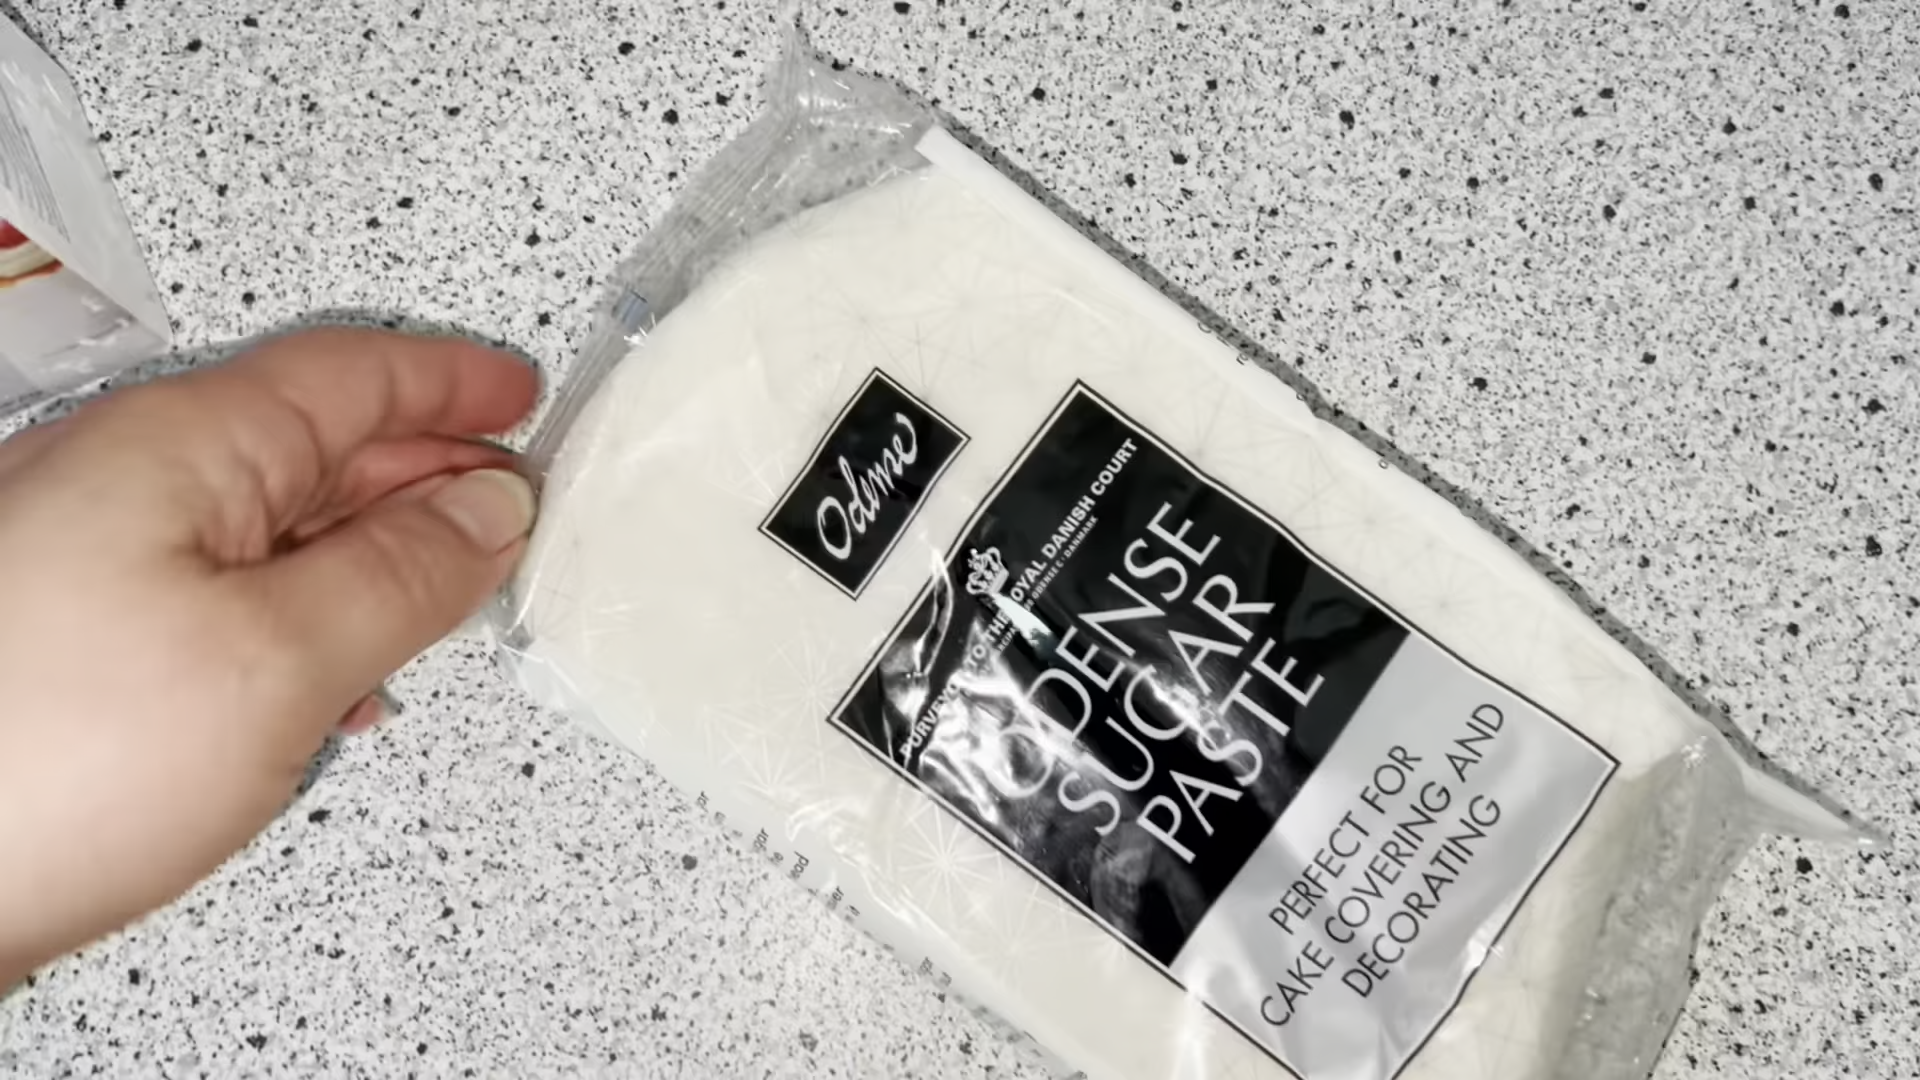 Odense
PURVEYOR TO THE ROYAL DANISH COURT
ODENSE
SUGAR
PASTE
PERFECT FOR
CAKE COVERING AND
DECORATING